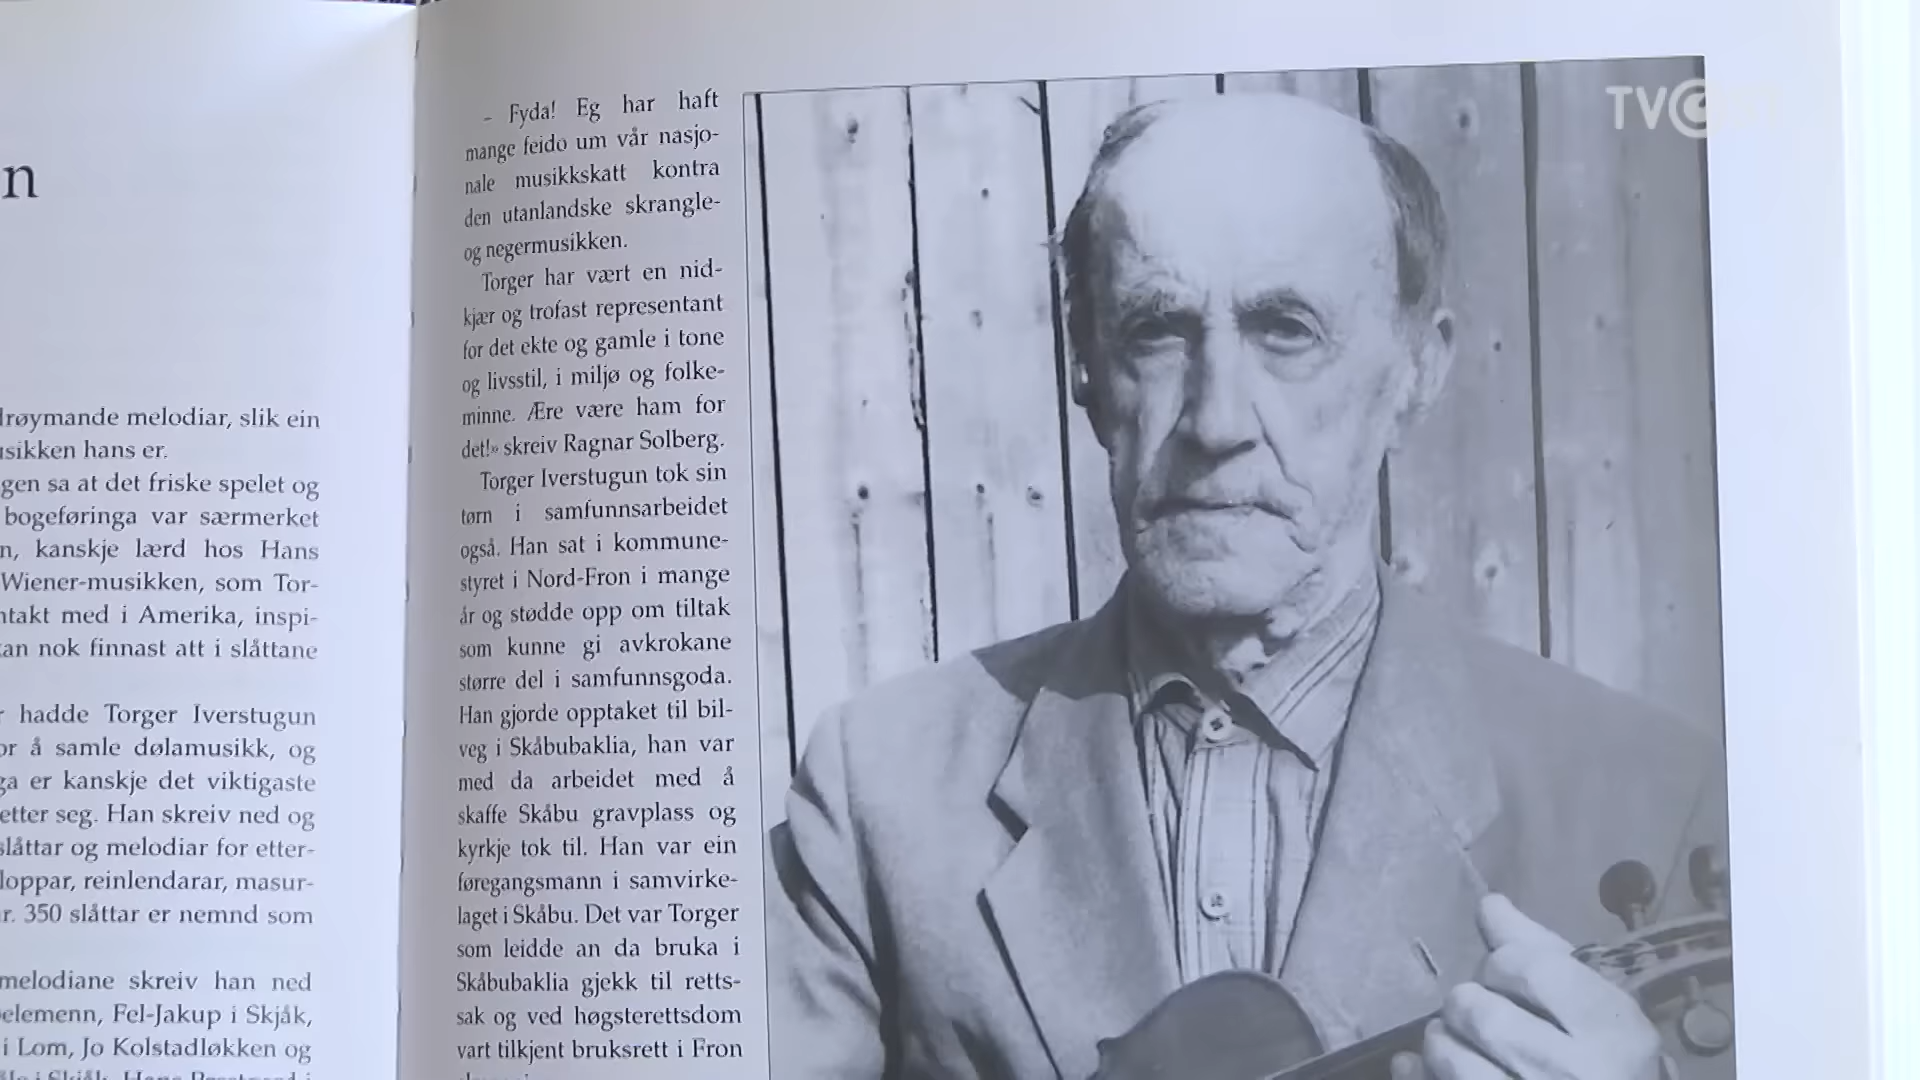 n
drøymande melodiar, slik ein
usikken hans er.
gen sa at det friske spelet og
bogeføringa var særmerket
n, kanskje lærd hos Hans
Wiener-musikken, som Tor-
ntakt med i Amerika, inspi-
kan nok finnast att i slåttane
r hadde Torger Iverstugun
or å samle dølamusikk, og
ga er kanskje det viktigaste
etter seg. Han skreiv ned og
slåttar og melodiar for etter-
loppar, reinlendarar, masur-
r. 350 slåttar er nemnd som
melodiane skreiv han ned
elemenn, Fel-Jakup i Skjåk,
i Lom, Jo Kolstadløkken og
- Fyda! Eg har haft
mange feido um vår nasjo-
nale musikkskatt kontra
den utanlandske skrangle-
og negermusikken.
Torger har vært en nid-
kjær og trofast representant
for det ekte og gamle i tone
og livsstil, i miljø og folke-
minne. Ære være ham for
det!» skreiv Ragnar Solberg.
Torger Iverstugun tok sin
tørn i samfunnsarbeidet
også. Han sat i kommune-
styret i Nord-Fron i mange
år og stødde opp om tiltak
som kunne gi avkrokane
større del i samfunnsgoda.
Han gjorde opptaket til bil-
veg i Skåbubaklia, han var
med da arbeidet med å
skaffe Skåbu gravplass og
kyrkje tok til. Han var ein
føregangsmann i samvirke-
laget i Skåbu. Det var Torger
som leidde an da bruka i
Skåbubaklia gjekk til retts-
sak og ved høgsterettsdom
vart tilkjent bruksrett i Fron
TV